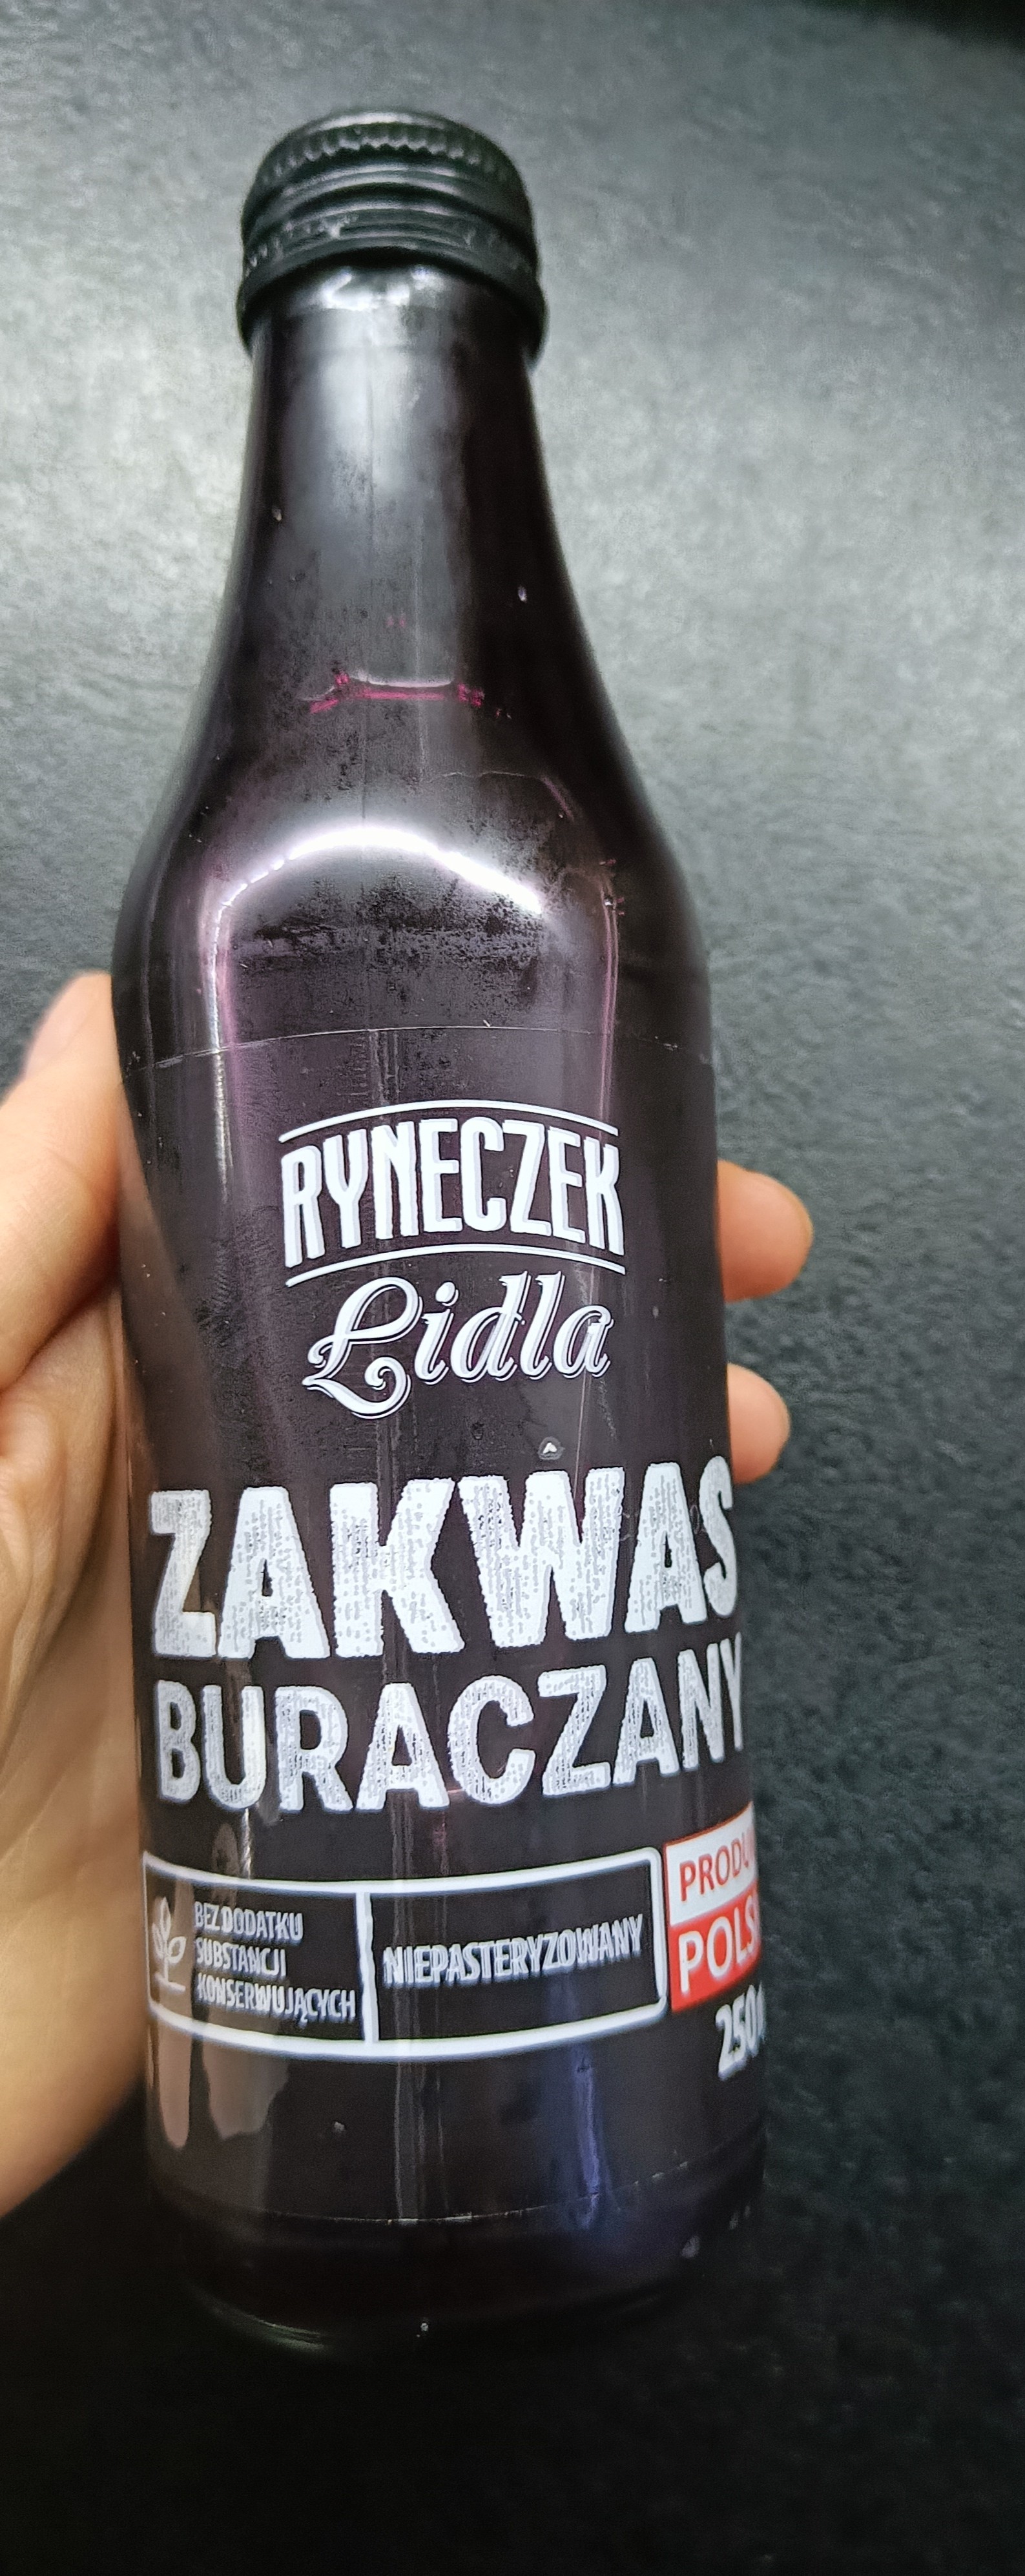 RYNECZEK
Lidla
ZAKWAS
BURACZANY
BEZ DODATKU
SUBSTANCJI
KONSERWUJĄCYCH
NIEPASTERYZOWANY